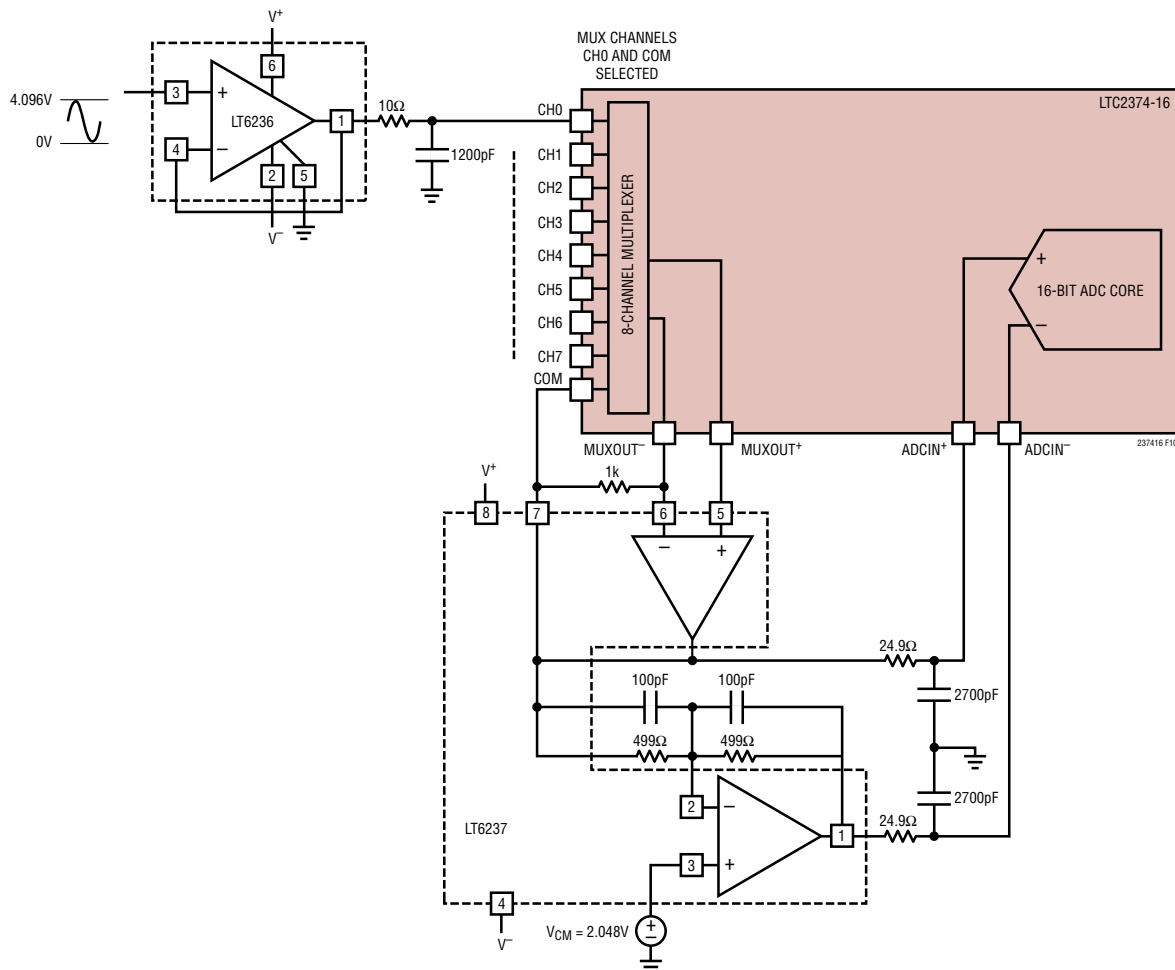 V+
6
3
+
4.096V
0V
LT6236
1
4
−
2
5
V−
10Ω
1200pF
MUX CHANNELS
CH0 AND COM
SELECTED
LTC2374-16
CH0
CH1
CH2
CH3
CH4
CH5
CH6
CH7
COM
8-CHANNEL MULTIPLEXER
+
16-BIT ADC CORE
−
MUXOUT−
MUXOUT+
ADCIN+
ADCIN−
237416 F10
V+
1k
8
7
6
5
−
+
24.9Ω
100pF
100pF
2700pF
499Ω
499Ω
2
−
2700pF
LT6237
1
24.9Ω
3
+
4
V−
VCM = 2.048V
+
−